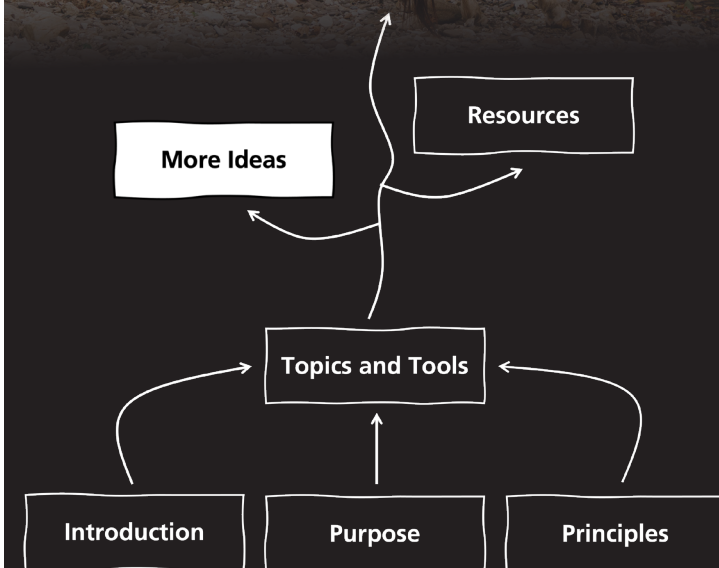 Resources
More Ideas
Topics and Tools
Introduction
Purpose
Principles